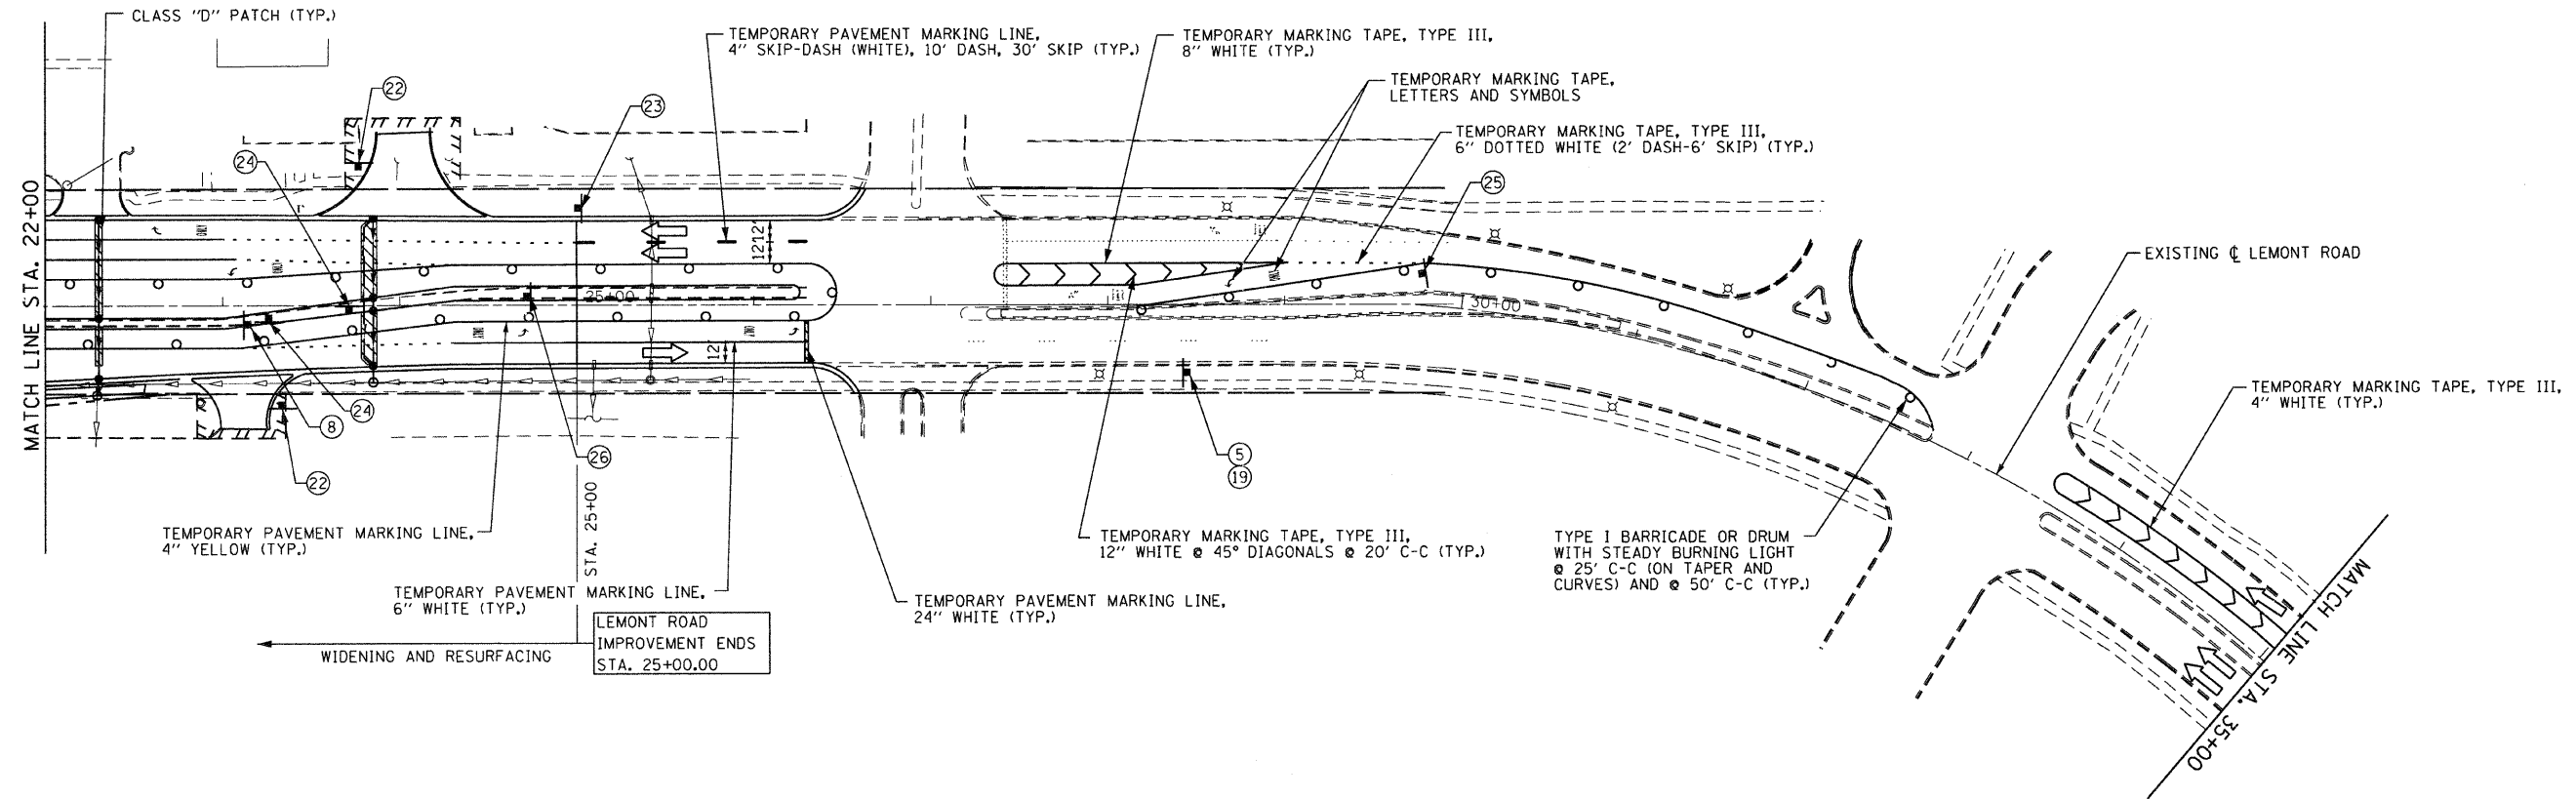 CLASS "D" PATCH (TYP.)
TEMPORARY PAVEMENT MARKING LINE,
4" SKIP-DASH (WHITE), 10' DASH, 30' SKIP (TYP.)
TEMPORARY MARKING TAPE, TYPE III,
8" WHITE (TYP.)
TEMPORARY MARKING TAPE,
LETTERS AND SYMBOLS
TEMPORARY MARKING TAPE, TYPE III,
6" DOTTED WHITE (2' DASH-6' SKIP) (TYP.)
22
23
24
25
MATCH LINE STA. 22+00
ONLY
12'
12'
25+00
30+00
EXISTING ℄ LEMONT ROAD
12'
24
8
22
26
5
19
STA. 25+00
TEMPORARY MARKING TAPE, TYPE III,
4" WHITE (TYP.)
TEMPORARY PAVEMENT MARKING LINE,
4" YELLOW (TYP.)
TEMPORARY MARKING TAPE, TYPE III,
12" WHITE @ 45° DIAGONALS @ 20' C-C (TYP.)
TYPE I BARRICADE OR DRUM
WITH STEADY BURNING LIGHT
@ 25' C-C (ON TAPER AND
CURVES) AND @ 50' C-C (TYP.)
TEMPORARY PAVEMENT MARKING LINE,
6" WHITE (TYP.)
TEMPORARY PAVEMENT MARKING LINE,
24" WHITE (TYP.)
LEMONT ROAD
IMPROVEMENT ENDS
STA. 25+00.00
WIDENING AND RESURFACING
MATCH LINE STA. 35+00